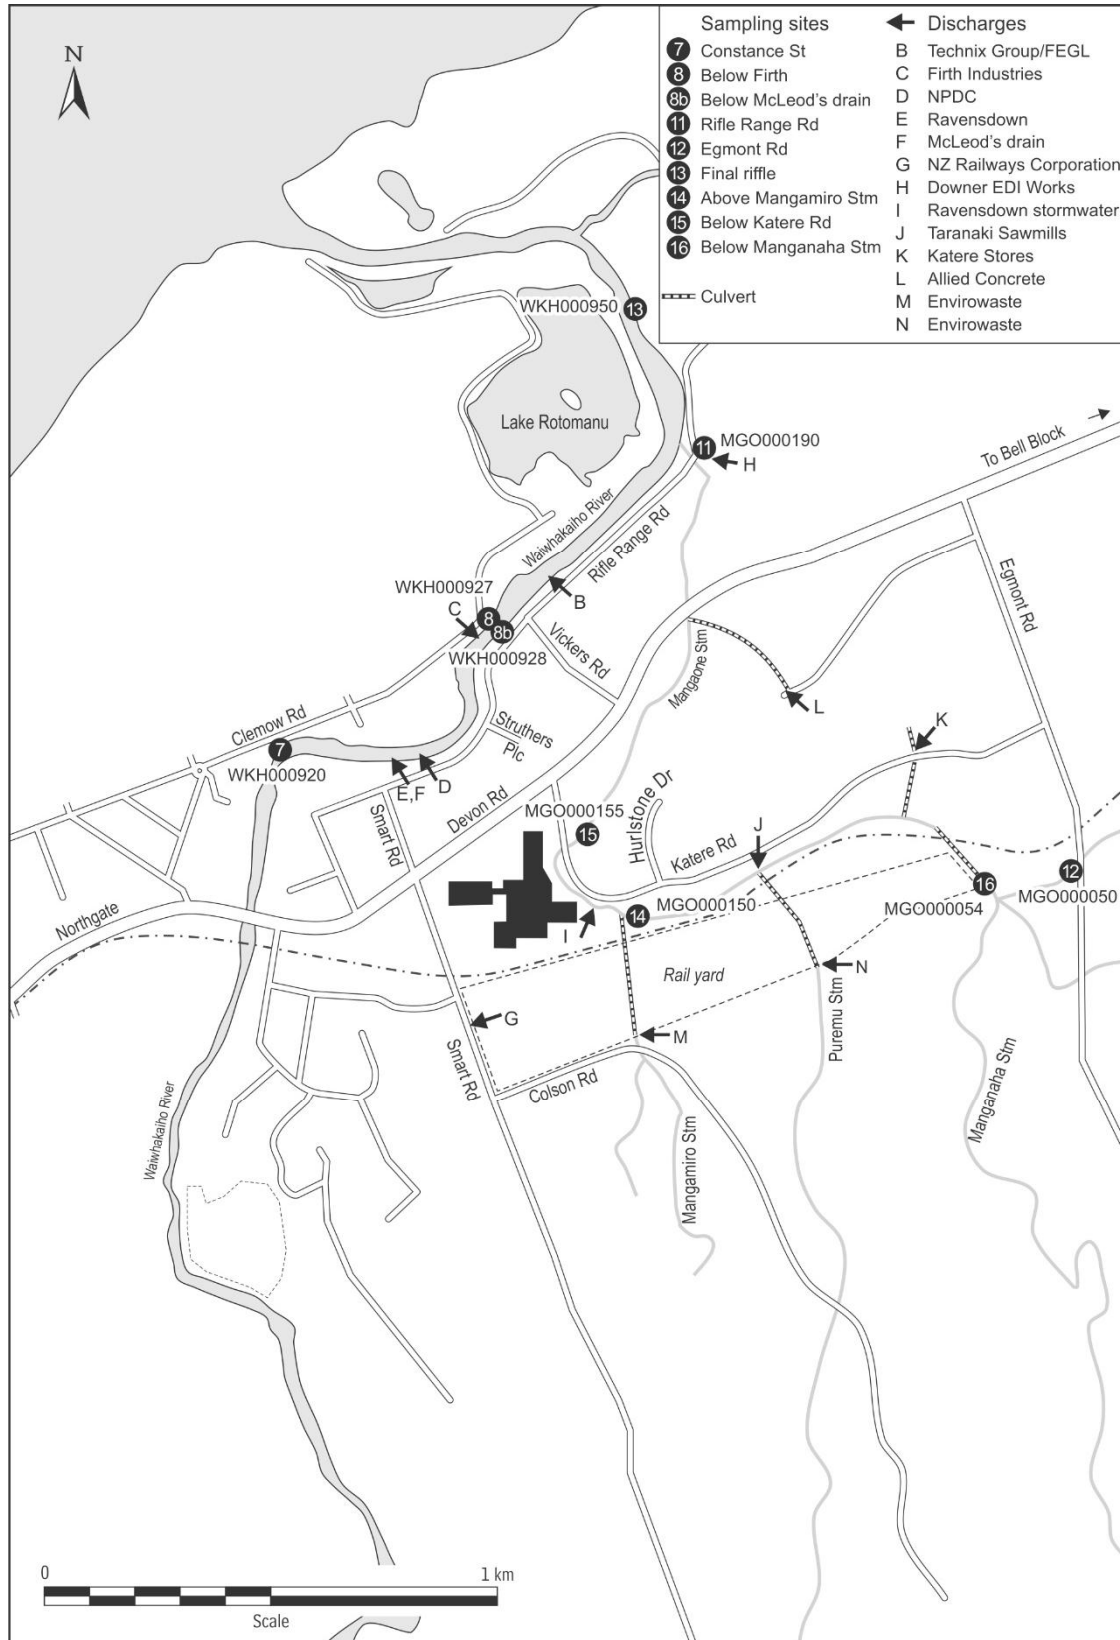 N
Sampling sites
7 Constance St
8 Below Firth
8b Below McLeod's drain
11 Rifle Range Rd
12 Egmont Rd
13 Final riffle
14 Above Mangamiro Stm
15 Below Katere Rd
16 Below Manganaha Stm
Culvert
Discharges
B Technix Group/FEGL
C Firth Industries
D NPDC
E Ravensdown
F McLeod's drain
G NZ Railways Corporation
H Downer EDI Works
I Ravensdown stormwater
J Taranaki Sawmills
K Katere Stores
L Allied Concrete
M Envirowaste
N Envirowaste
WKH000950 13
Lake Rotomanu
11 MGO000190
H
To Bell Block
Waiwhakaiho River
Rifle Range Rd
Egmont Rd
WKH000927
B
C
8
8b
WKH000928
Vickers Rd
Mangaone Stm
L
K
Clemow Rd
Struthers
Plc
7
WKH000920
E,F
D
Smart Rd
Devon Rd
MGO000155
15
Hurlstone Dr
Katere Rd
J
12
MGO000050
16
MGO000054
MGO000150
14
I
Northgate
Rail yard
N
G
M
Puremu Stm
Smart Rd
Colson Rd
Manganaha Stm
Waiwhakaiho River
Mangamiro Stm
0 1 km
Scale